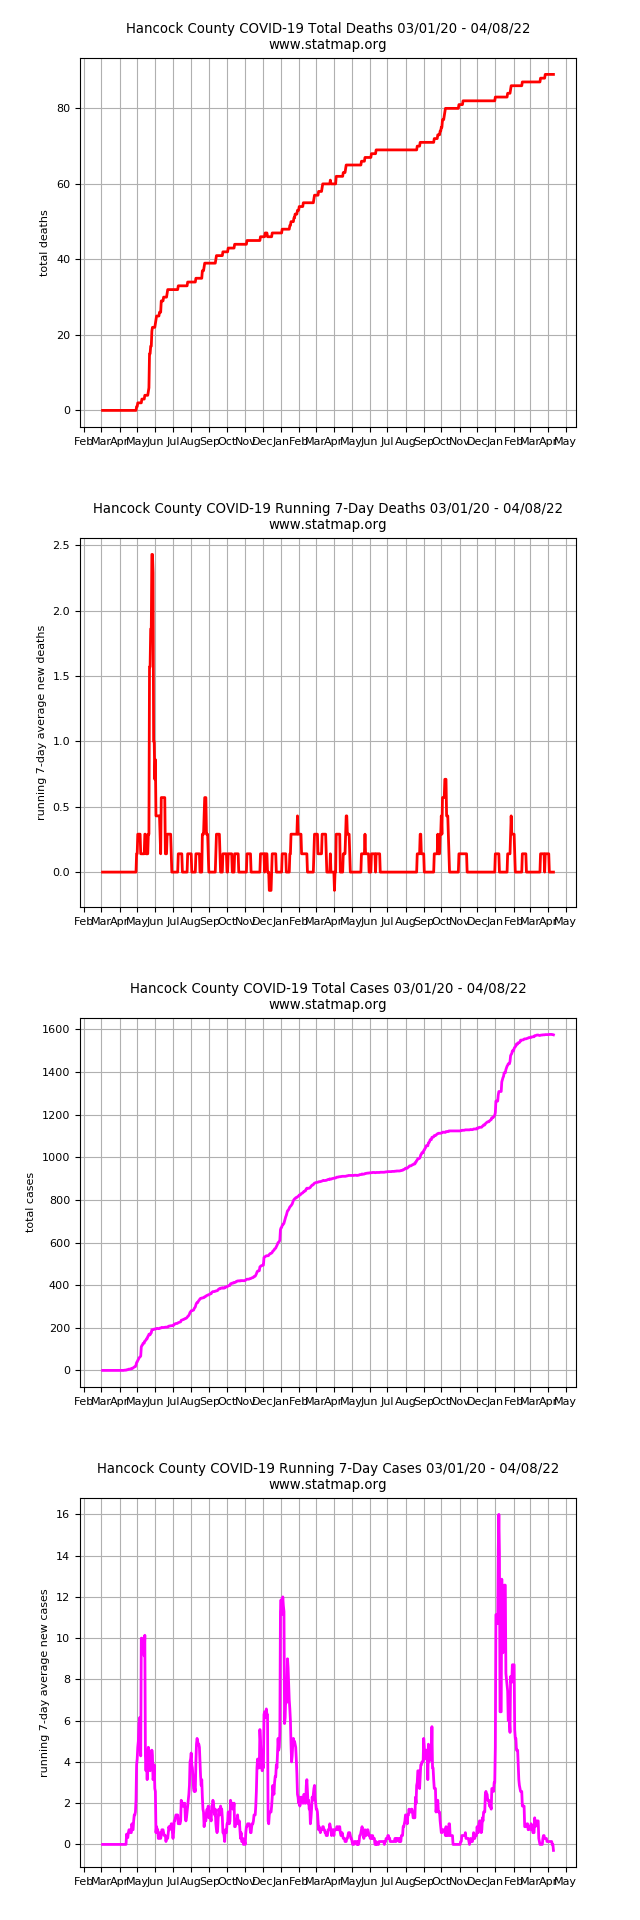 Hancock County COVID-19 Total Deaths 03/01/20 - 04/08/22
www.statmap.org
80
60
40
20
0
total deaths
Feb Mar Apr May Jun Jul Aug Sep Oct Nov Dec Jan Feb Mar Apr May Jun Jul Aug Sep Oct Nov Dec Jan Feb Mar Apr May
Hancock County COVID-19 Running 7-Day Deaths 03/01/20 - 04/08/22
www.statmap.org
2.5
2.0
1.5
1.0
0.5
0.0
running 7-day average new deaths
Feb Mar Apr May Jun Jul Aug Sep Oct Nov Dec Jan Feb Mar Apr May Jun Jul Aug Sep Oct Nov Dec Jan Feb Mar Apr May
Hancock County COVID-19 Total Cases 03/01/20 - 04/08/22
www.statmap.org
1600
1400
1200
1000
800
600
400
200
0
total cases
Feb Mar Apr May Jun Jul Aug Sep Oct Nov Dec Jan Feb Mar Apr May Jun Jul Aug Sep Oct Nov Dec Jan Feb Mar Apr May
Hancock County COVID-19 Running 7-Day Cases 03/01/20 - 04/08/22
www.statmap.org
16
14
12
10
8
6
4
2
0
running 7-day average new cases
Feb Mar Apr May Jun Jul Aug Sep Oct Nov Dec Jan Feb Mar Apr May Jun Jul Aug Sep Oct Nov Dec Jan Feb Mar Apr May